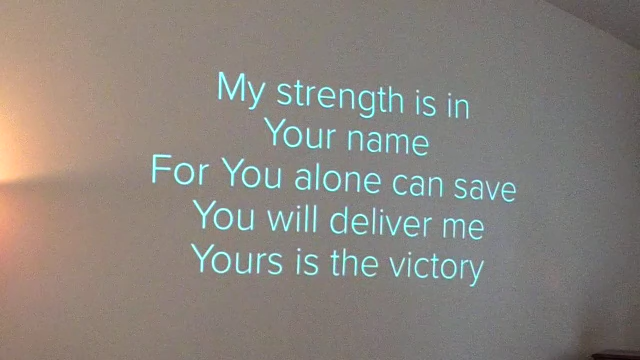 My strength is in
Your name
For You alone can save
You will deliver me
Yours is the victory